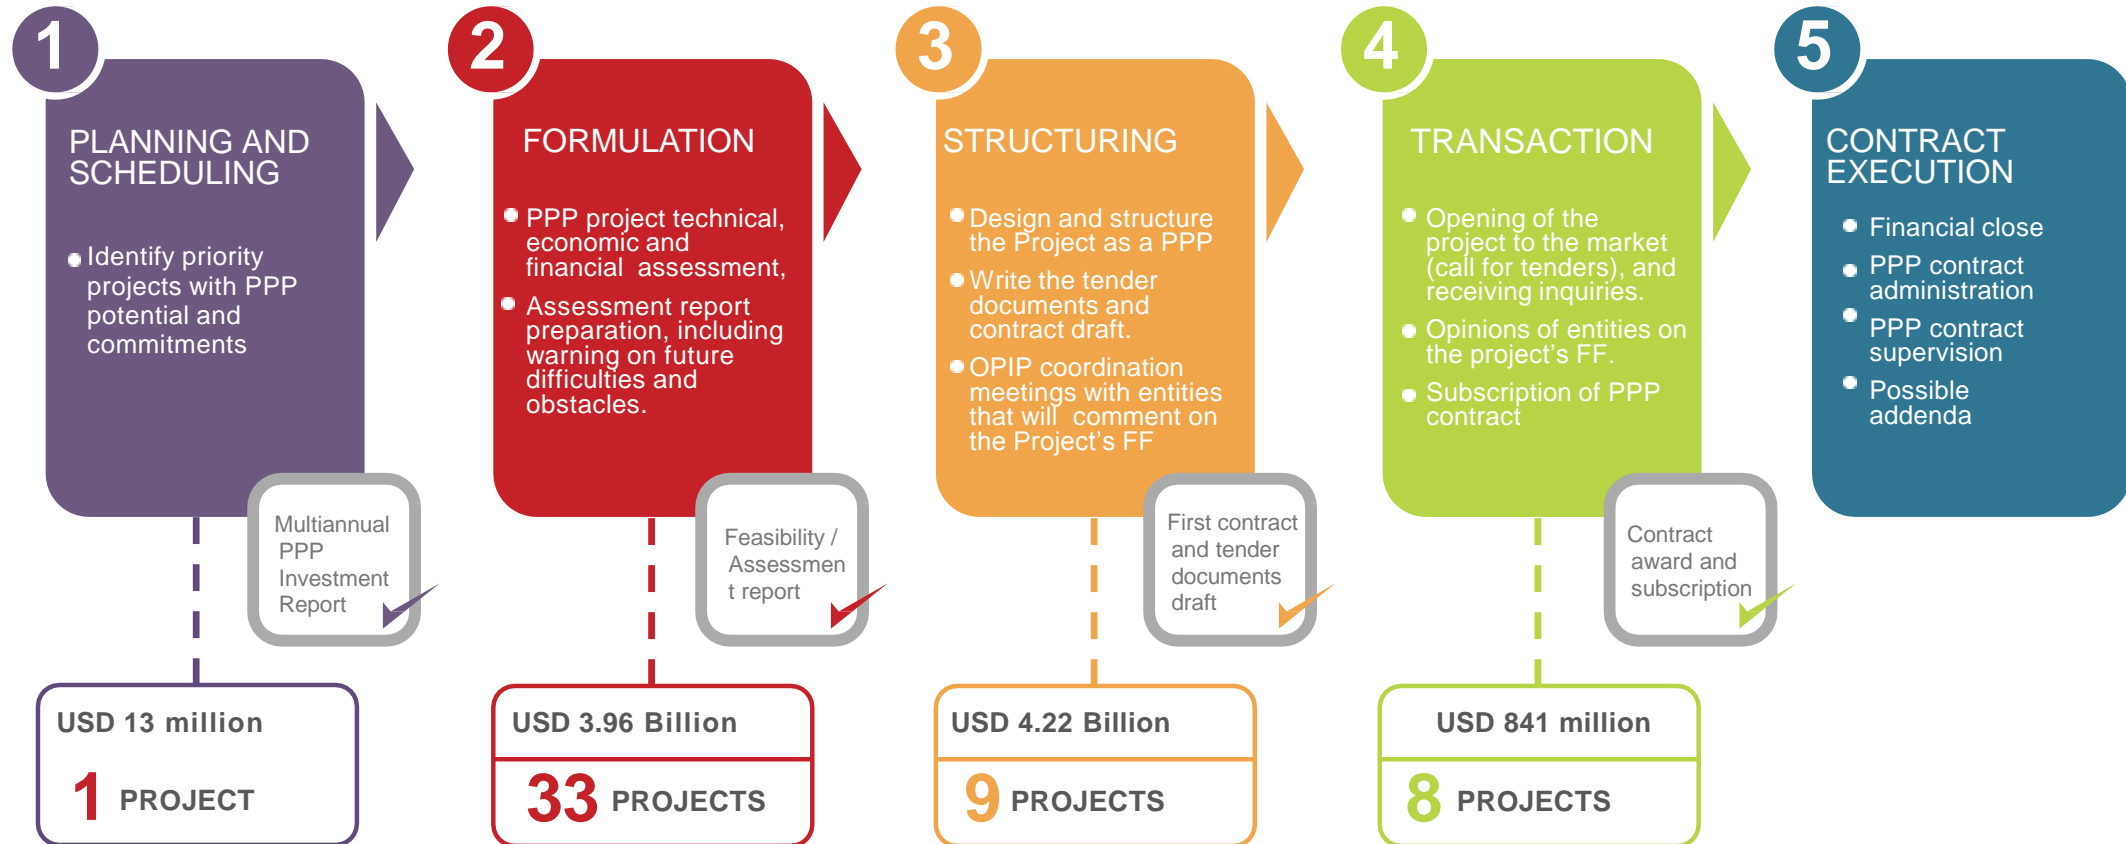 1
PLANNING AND
SCHEDULING
Identify priority
projects with PPP
potential and
commitments
Multiannual
PPP
Investment
Report
USD 13 million
1 PROJECT
2
FORMULATION
PPP project technical,
economic and
financial assessment,
Assessment report
preparation, including
warning on future
difficulties and
obstacles.
Feasibility /
Assessmen
t report
USD 3.96 Billion
33 PROJECTS
3
STRUCTURING
Design and structure
the Project as a PPP
Write the tender
documents and
contract draft.
OPIP coordination
meetings with entities
that will comment on
the Project's FF
First contract
and tender
documents
draft
USD 4.22 Billion
9 PROJECTS
4
TRANSACTION
Opening of the
project to the market
(call for tenders), and
receiving inquiries.
Opinions of entities on
the project's FF.
Subscription of PPP
contract
Contract
award and
subscription
USD 841 million
8 PROJECTS
5
CONTRACT
EXECUTION
Financial close
PPP contract
administration
PPP contract
supervision
Possible
addenda